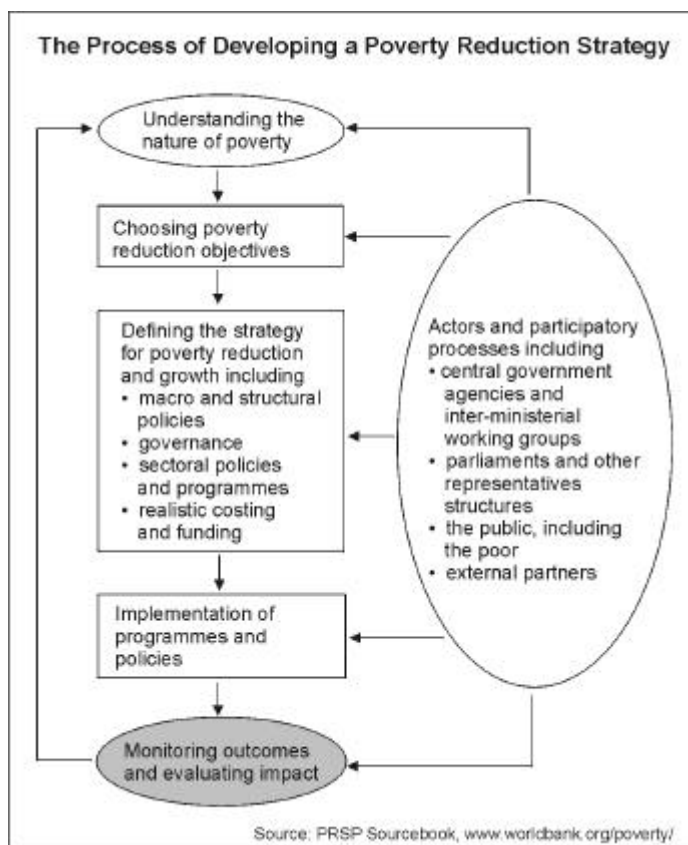 The Process of Developing a Poverty Reduction Strategy
Understanding the
nature of poverty
Choosing poverty
reduction objectives
Defining the strategy
for poverty reduction
and growth including
• macro and structural
policies
• governance
• sectoral policies
and programmes
• realistic costing
and funding
Implementation of
programmes and
policies
Monitoring outcomes
and evaluating impact
Actors and participatory
processes including
• central government
agencies and
inter-ministerial
working groups
• parliaments and other
representatives
structures
• the public, including
the poor
• external partners
Source: PRSP Sourcebook, www.worldbank.org/poverty/